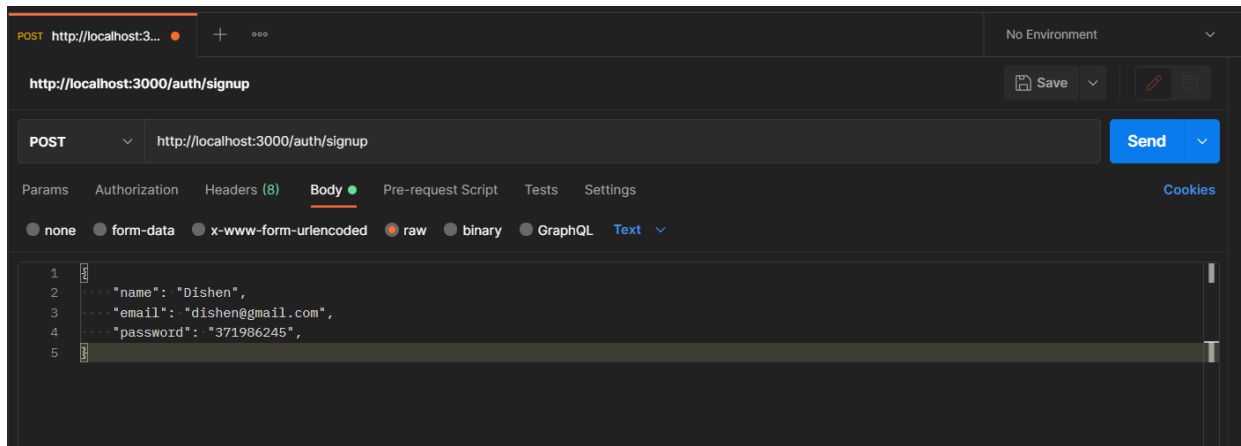 POST http://localhost:3... No Environment
http://localhost:3000/auth/signup Save
POST http://localhost:3000/auth/signup Send
Params Authorization Headers (8) Body Pre-request Script Tests Settings Cookies
none form-data x-www-form-urlencoded raw binary GraphQL Text
1 {
2 "name": "Dishen",
3 "email": "dishen@gmail.com",
4 "password": "371986245",
5 }